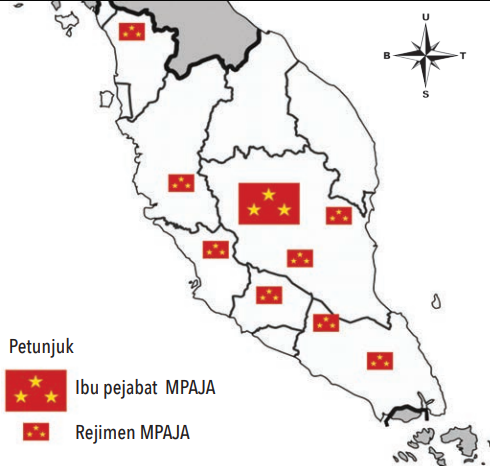 U
B T
S
Petunjuk
Ibu pejabat MPAJA
Rejimen MPAJA